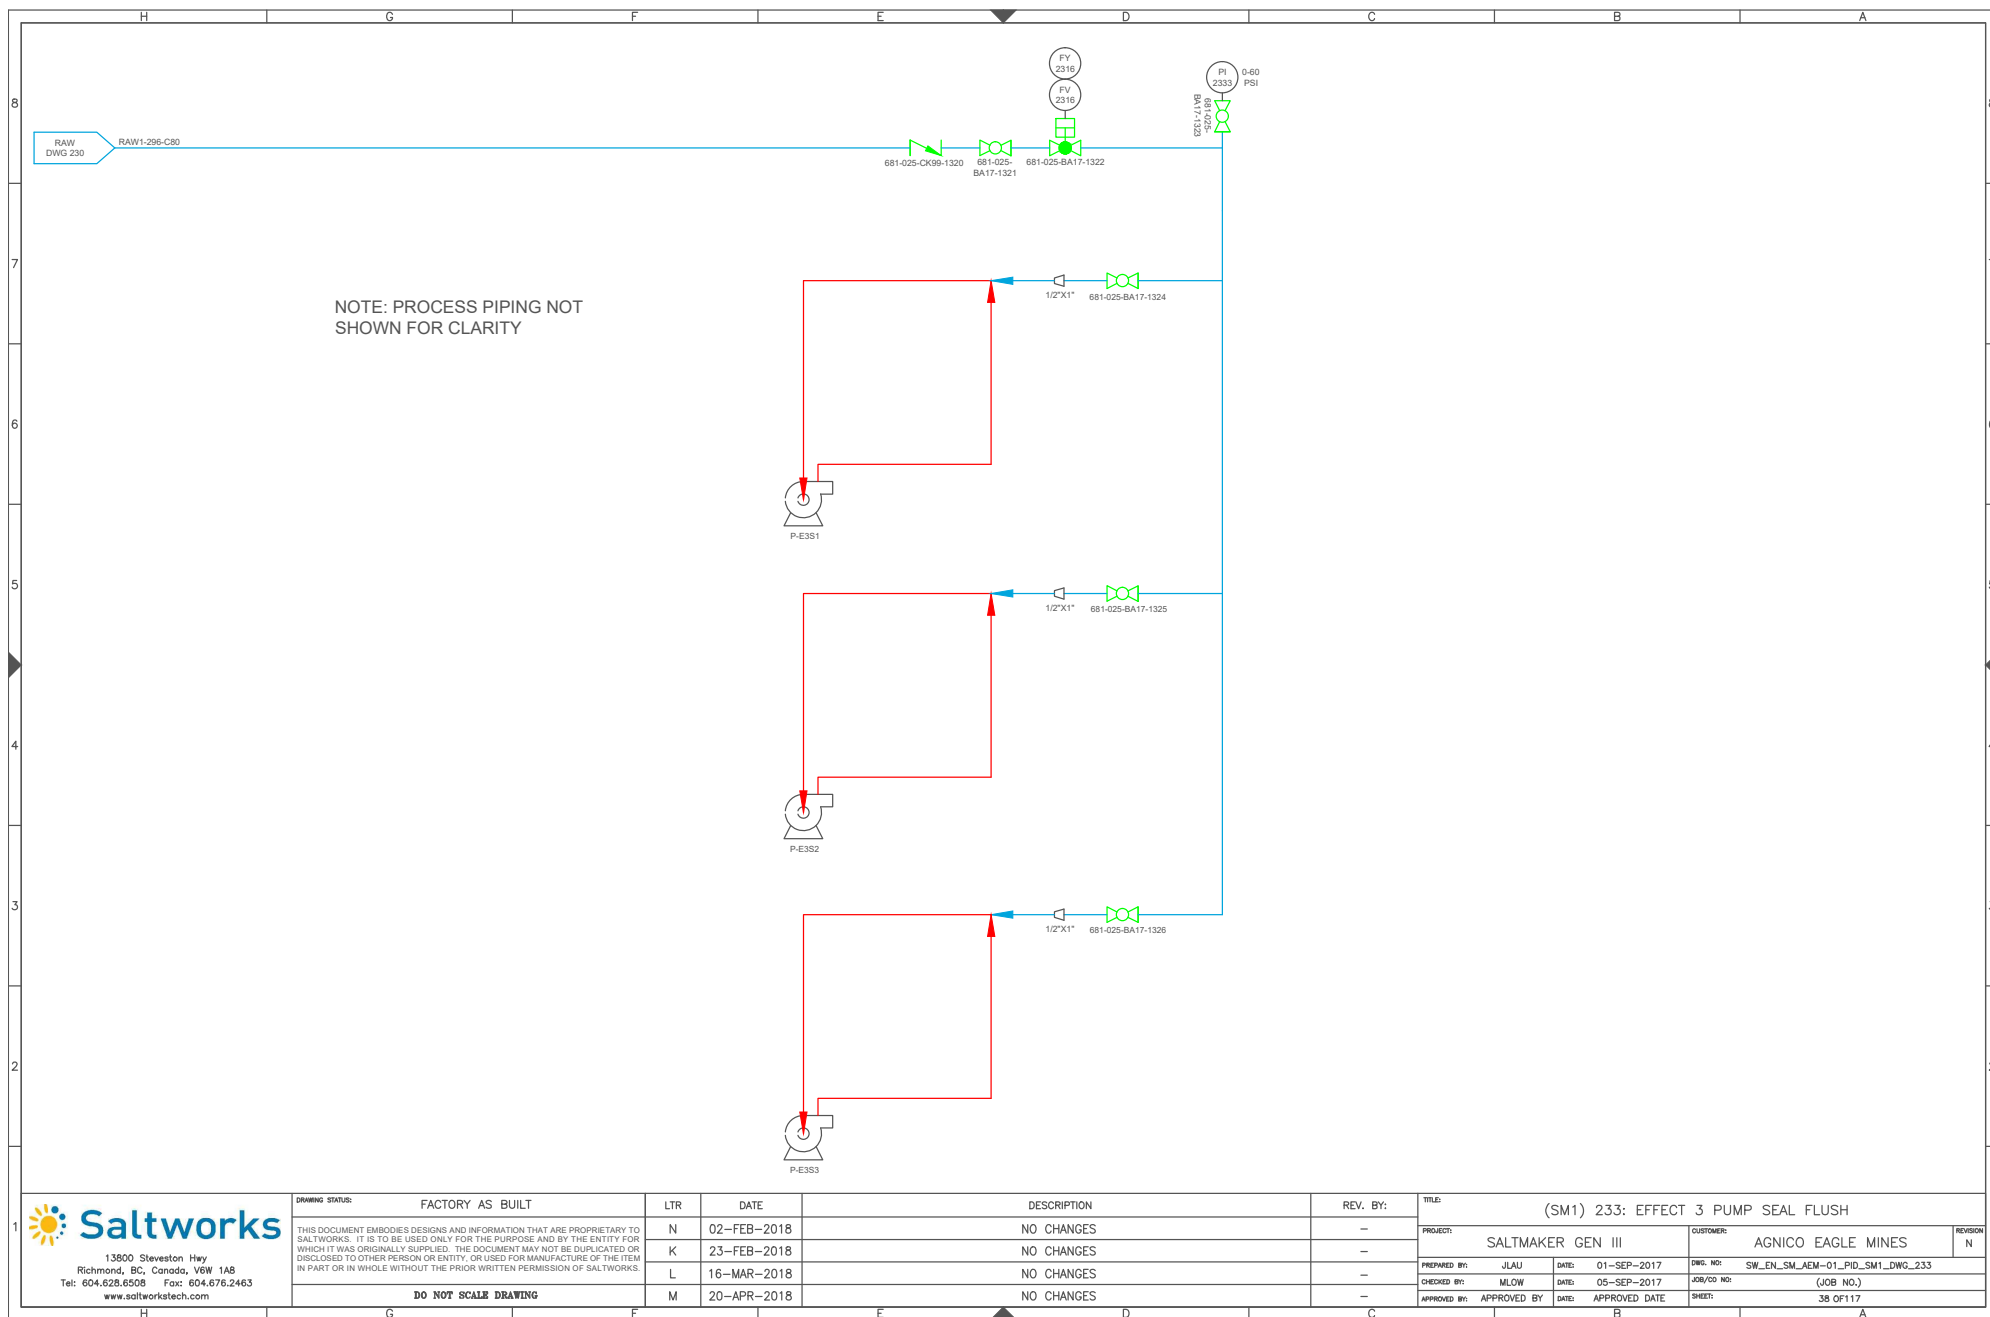 H G F E D C B A
8
7
6
5
4
3
2
1
FY
2316
FV
2316
PI
2333
0-60
PSI
681-025-
BA17-1323
RAW
DWG 230
RAW1-296-C80
681-025-CK99-1320
681-025-
BA17-1321
681-025-BA17-1322
NOTE: PROCESS PIPING NOT
SHOWN FOR CLARITY
1/2"X1"
681-025-BA17-1324
P-E3S1
1/2"X1"
681-025-BA17-1325
P-E3S2
1/2"X1"
681-025-BA17-1326
P-E3S3
Saltworks
13800 Steveston Hwy
Richmond, BC, Canada, V6W 1A8
Tel: 604.628.6508 Fax: 604.676.2463
www.saltworkstech.com
DRAWING STATUS:
FACTORY AS BUILT
THIS DOCUMENT EMBODIES DESIGNS AND INFORMATION THAT ARE PROPRIETARY TO
SALTWORKS. IT IS TO BE USED ONLY FOR THE PURPOSE AND BY THE ENTITY FOR
WHICH IT WAS ORIGINALLY SUPPLIED. THE DOCUMENT MAY NOT BE DUPLICATED OR
DISCLOSED TO OTHER PERSON OR ENTITY, OR USED FOR MANUFACTURE OF THE ITEM
IN PART OR IN WHOLE WITHOUT THE PRIOR WRITTEN PERMISSION OF SALTWORKS.
DO NOT SCALE DRAWING
LTR DATE DESCRIPTION REV. BY:
N 02-FEB-2018 NO CHANGES -
K 23-FEB-2018 NO CHANGES -
L 16-MAR-2018 NO CHANGES -
M 20-APR-2018 NO CHANGES -
TITLE:
(SM1) 233: EFFECT 3 PUMP SEAL FLUSH
PROJECT:
SALTMAKER GEN III
CUSTOMER:
AGNICO EAGLE MINES
REVISION
N
PREPARED BY: JLAU DATE: 01-SEP-2017 DWG. NO: SW_EN_SM_AEM-01_PID_SM1_DWG_233
CHECKED BY: MLOW DATE: 05-SEP-2017 JOB/CO NO: (JOB NO.)
APPROVED BY: APPROVED BY DATE: APPROVED DATE SHEET: 38 OF117
H G F E D C B A